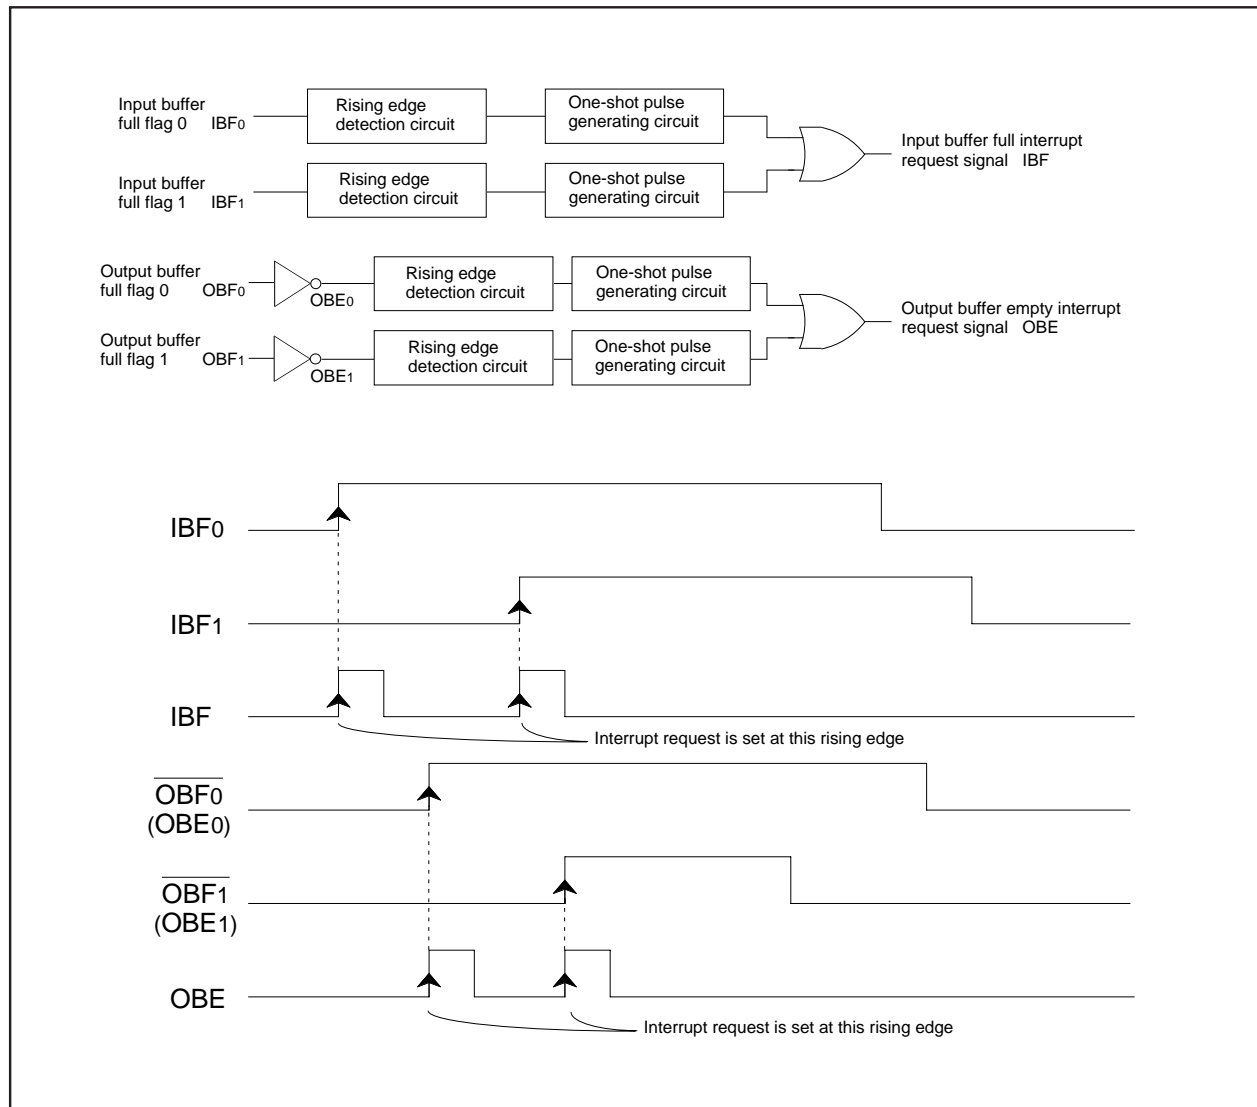 Input buffer
full flag 0 IBF0
Rising edge
detection circuit
One-shot pulse
generating circuit
Input buffer full interrupt
request signal IBF
Input buffer
full flag 1 IBF1
Rising edge
detection circuit
One-shot pulse
generating circuit
Output buffer
full flag 0 OBF0
OBE0
Rising edge
detection circuit
One-shot pulse
generating circuit
Output buffer empty interrupt
request signal OBE
Output buffer
full flag 1 OBF1
OBE1
Rising edge
detection circuit
One-shot pulse
generating circuit
IBF0
IBF1
IBF
Interrupt request is set at this rising edge
OBF0
(OBE0)
OBF1
(OBE1)
OBE
Interrupt request is set at this rising edge